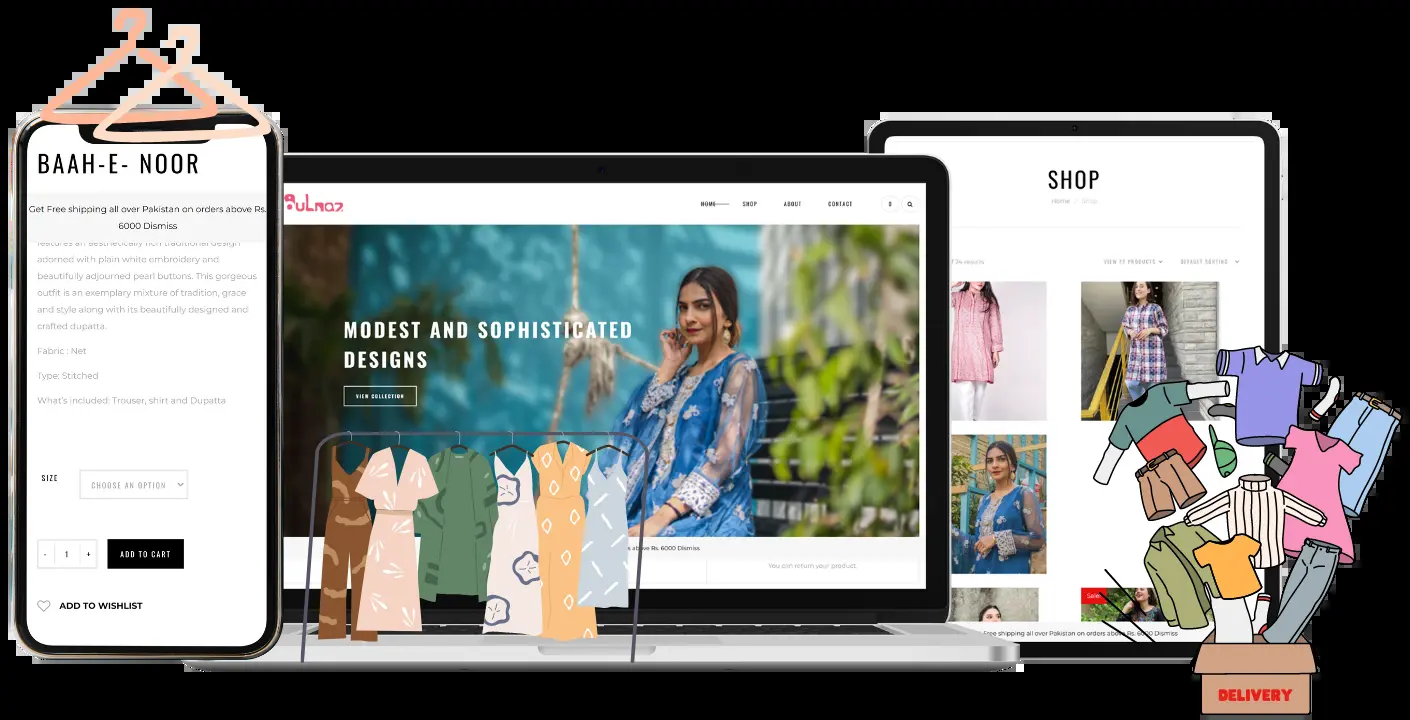 BAAH-E- NOOR
Get Free shipping all over Pakistan on orders above Rs.
6000 Dismiss
features an aesthetically rich traditional design
adorned with plain white embroidery and
beautifully adjourned pearl buttons. This gorgeous
outfit is an exemplary mixture of tradition, grace
and style along with its beautifully designed and
crafted dupatta.
Fabric : Net
Type: Stitched
What's included: Trouser, shirt and Dupatta
SIZE
CHOOSE AN OPTION
- 1 +
ADD TO CART
ADD TO WISHLIST
Gulnaz
HOME
SHOP
ABOUT
CONTACT
0
MODEST AND SOPHISTICATED
DESIGNS
VIEW COLLECTION
above Rs. 6000 Dismiss
You can return your product.
SHOP
Home / Shop
results
VIEW 12 PRODUCTS
DEFAULT SORTING
Sale!
Free shipping all over Pakistan on orders above Rs. 6000 Dismiss
DELIVERY